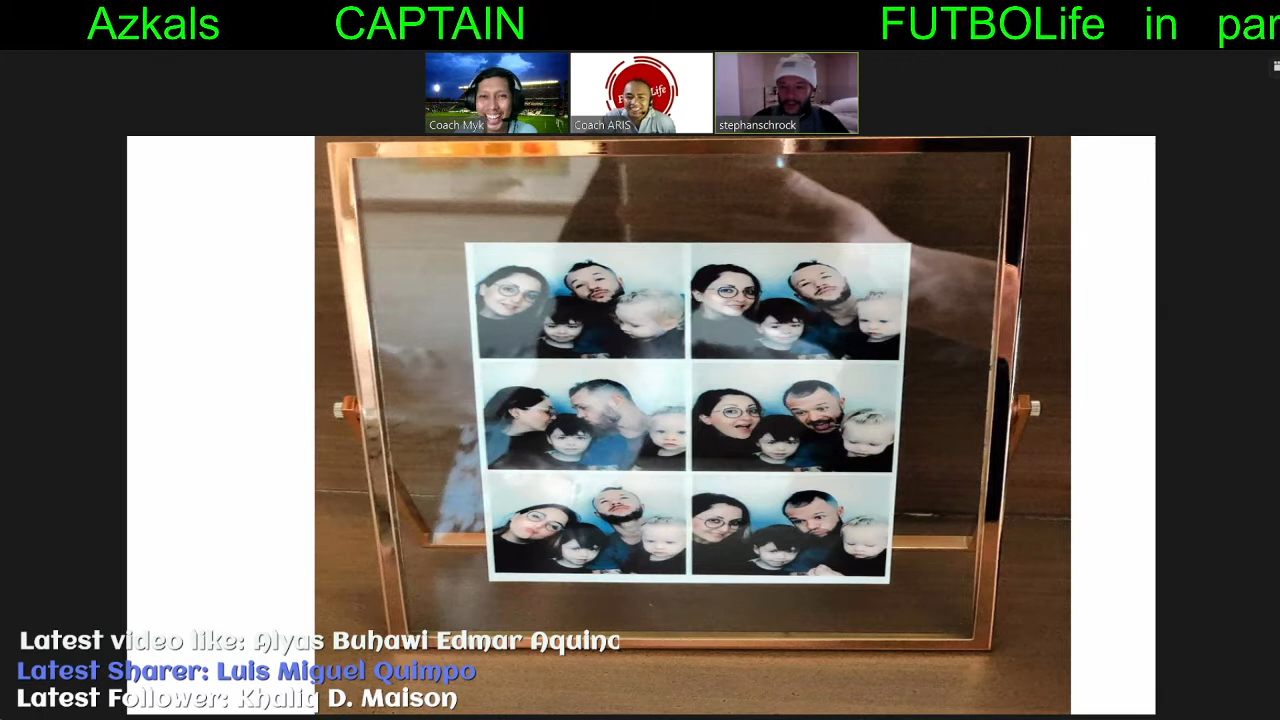 Azkals CAPTAIN FUTBOLife in par
Coach Myk
Coach ARIS
stephanschrock
Latest video like: Alyas Buhawi Edmar Aquino
Latest Sharer: Luis Miguel Quimpo
Latest Follower: Khaliq D. Maison